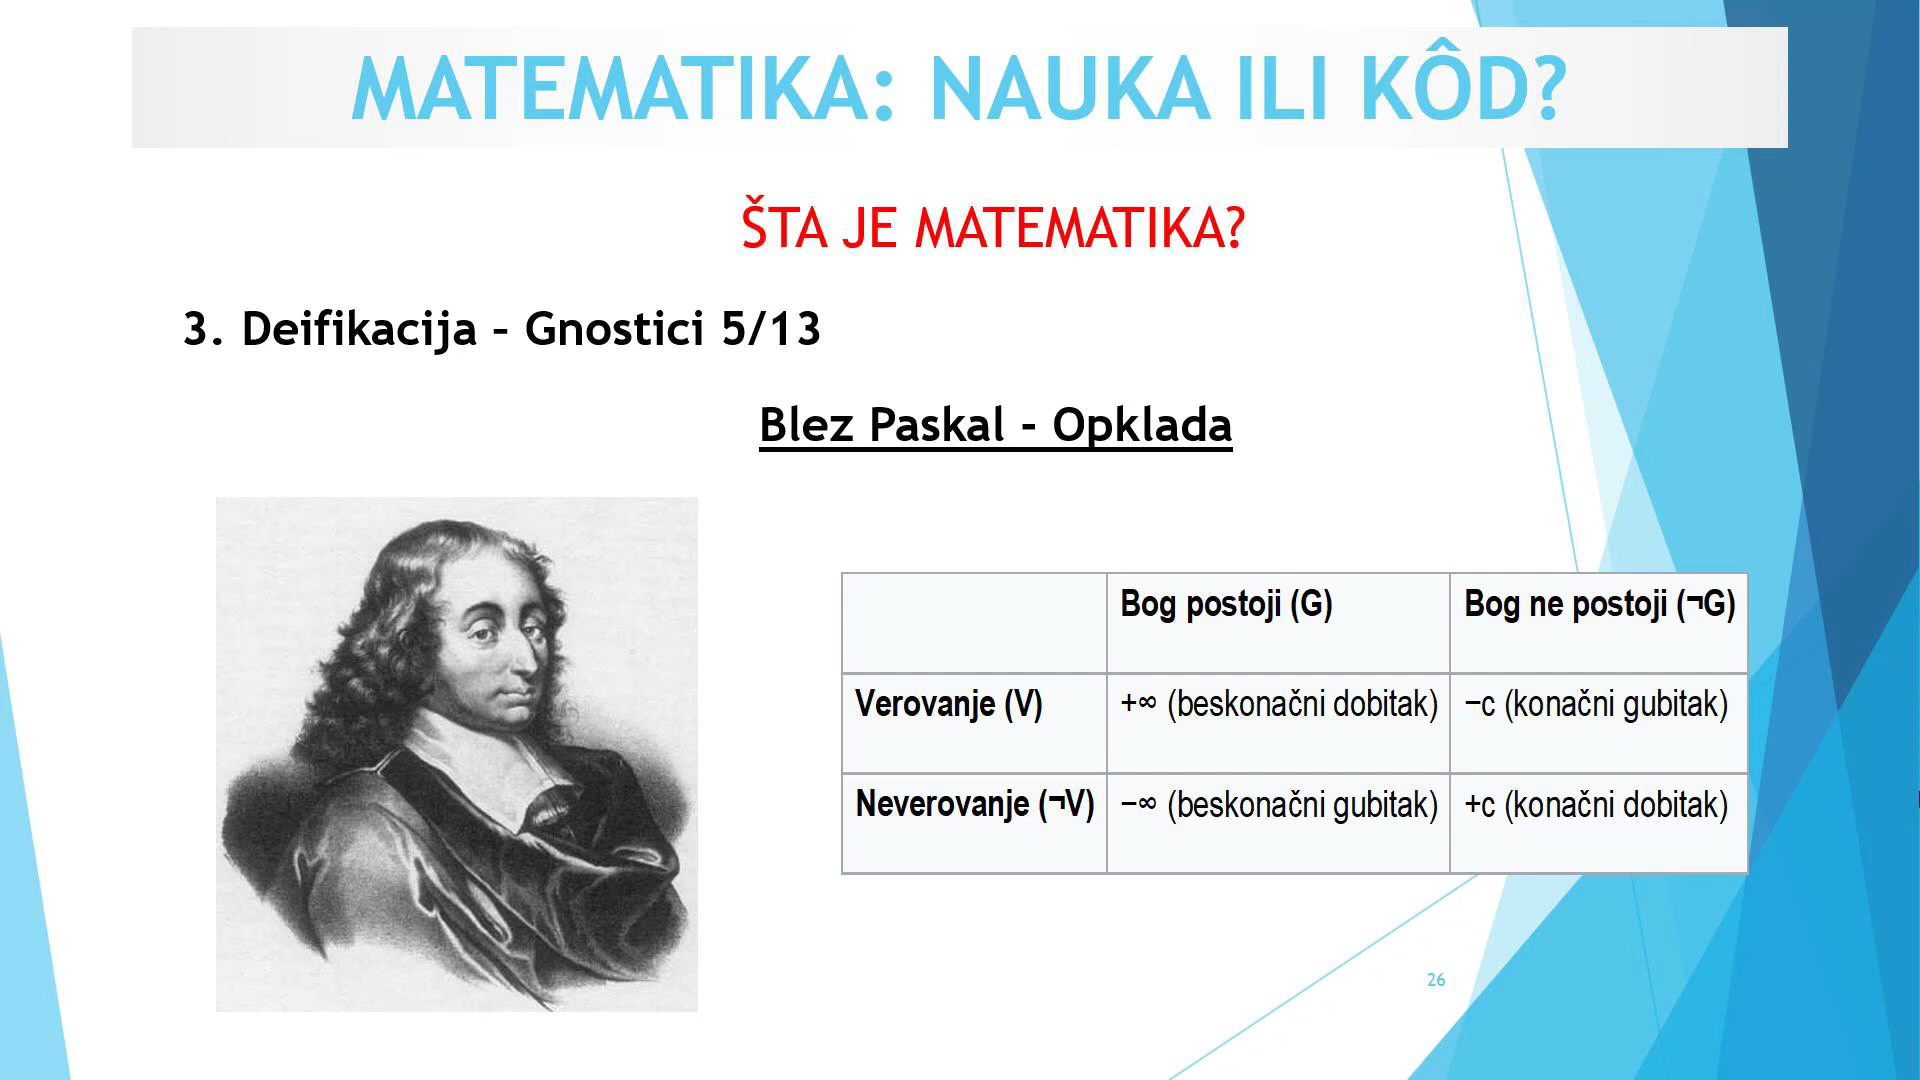 MATEMATIKA: NAUKA ILI KÔD?
ŠTA JE MATEMATIKA?
3. Deifikacija – Gnostici 5/13
Blez Paskal - Opklada
Bog postoji (G) Bog ne postoji (¬G)
Verovanje (V) +∞ (beskonačni dobitak) −c (konačni gubitak)
Neverovanje (¬V) −∞ (beskonačni gubitak) +c (konačni dobitak)
26